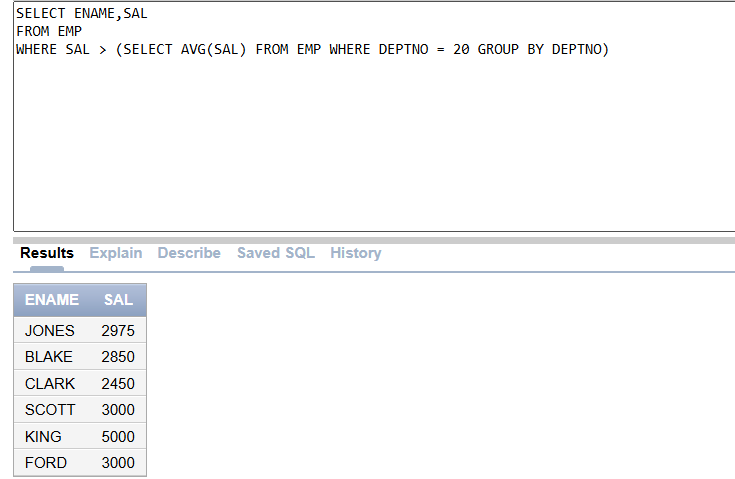 SELECT ENAME,SAL
FROM EMP
WHERE SAL > (SELECT AVG(SAL) FROM EMP WHERE DEPTNO = 20 GROUP BY DEPTNO)
Results Explain Describe Saved SQL History
ENAME SAL
JONES 2975
BLAKE 2850
CLARK 2450
SCOTT 3000
KING 5000
FORD 3000